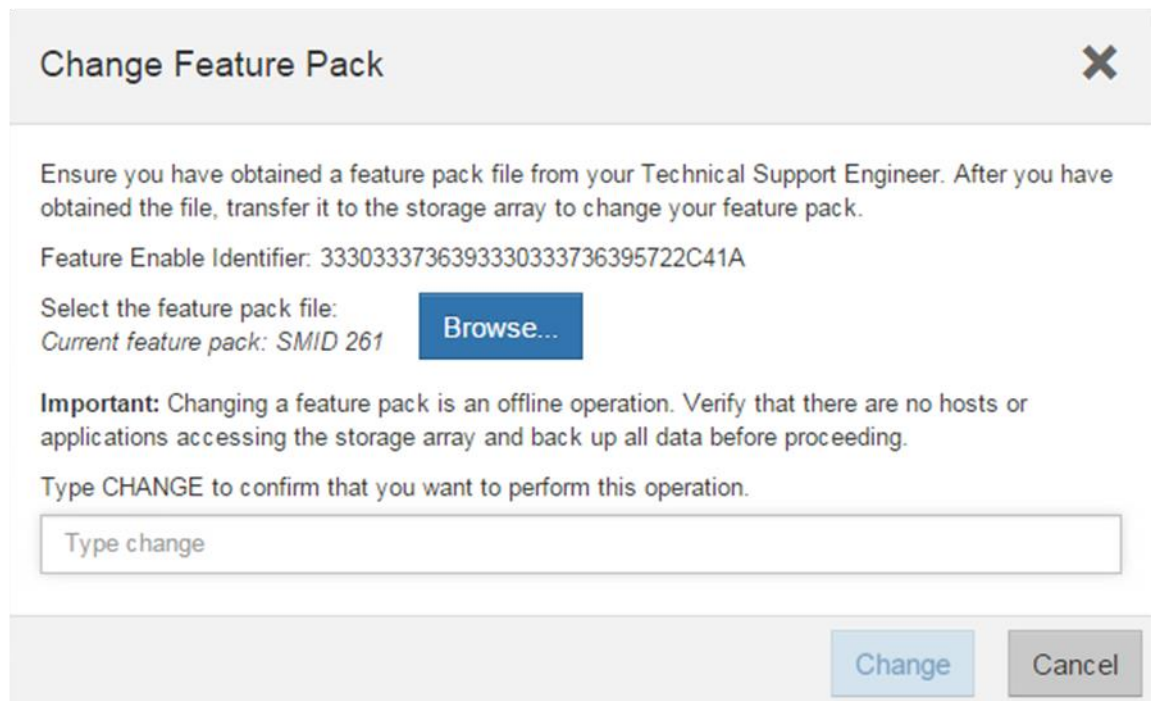 Change Feature Pack
Ensure you have obtained a feature pack file from your Technical Support Engineer. After you have
obtained the file, transfer it to the storage array to change your feature pack.
Feature Enable Identifier: 3330333736393330333736395722C41A
Select the feature pack file:
Current feature pack: SMID 261
Browse...
Important: Changing a feature pack is an offline operation. Verify that there are no hosts or
applications accessing the storage array and back up all data before proceeding.
Type CHANGE to confirm that you want to perform this operation.
Type change
Change
Cancel